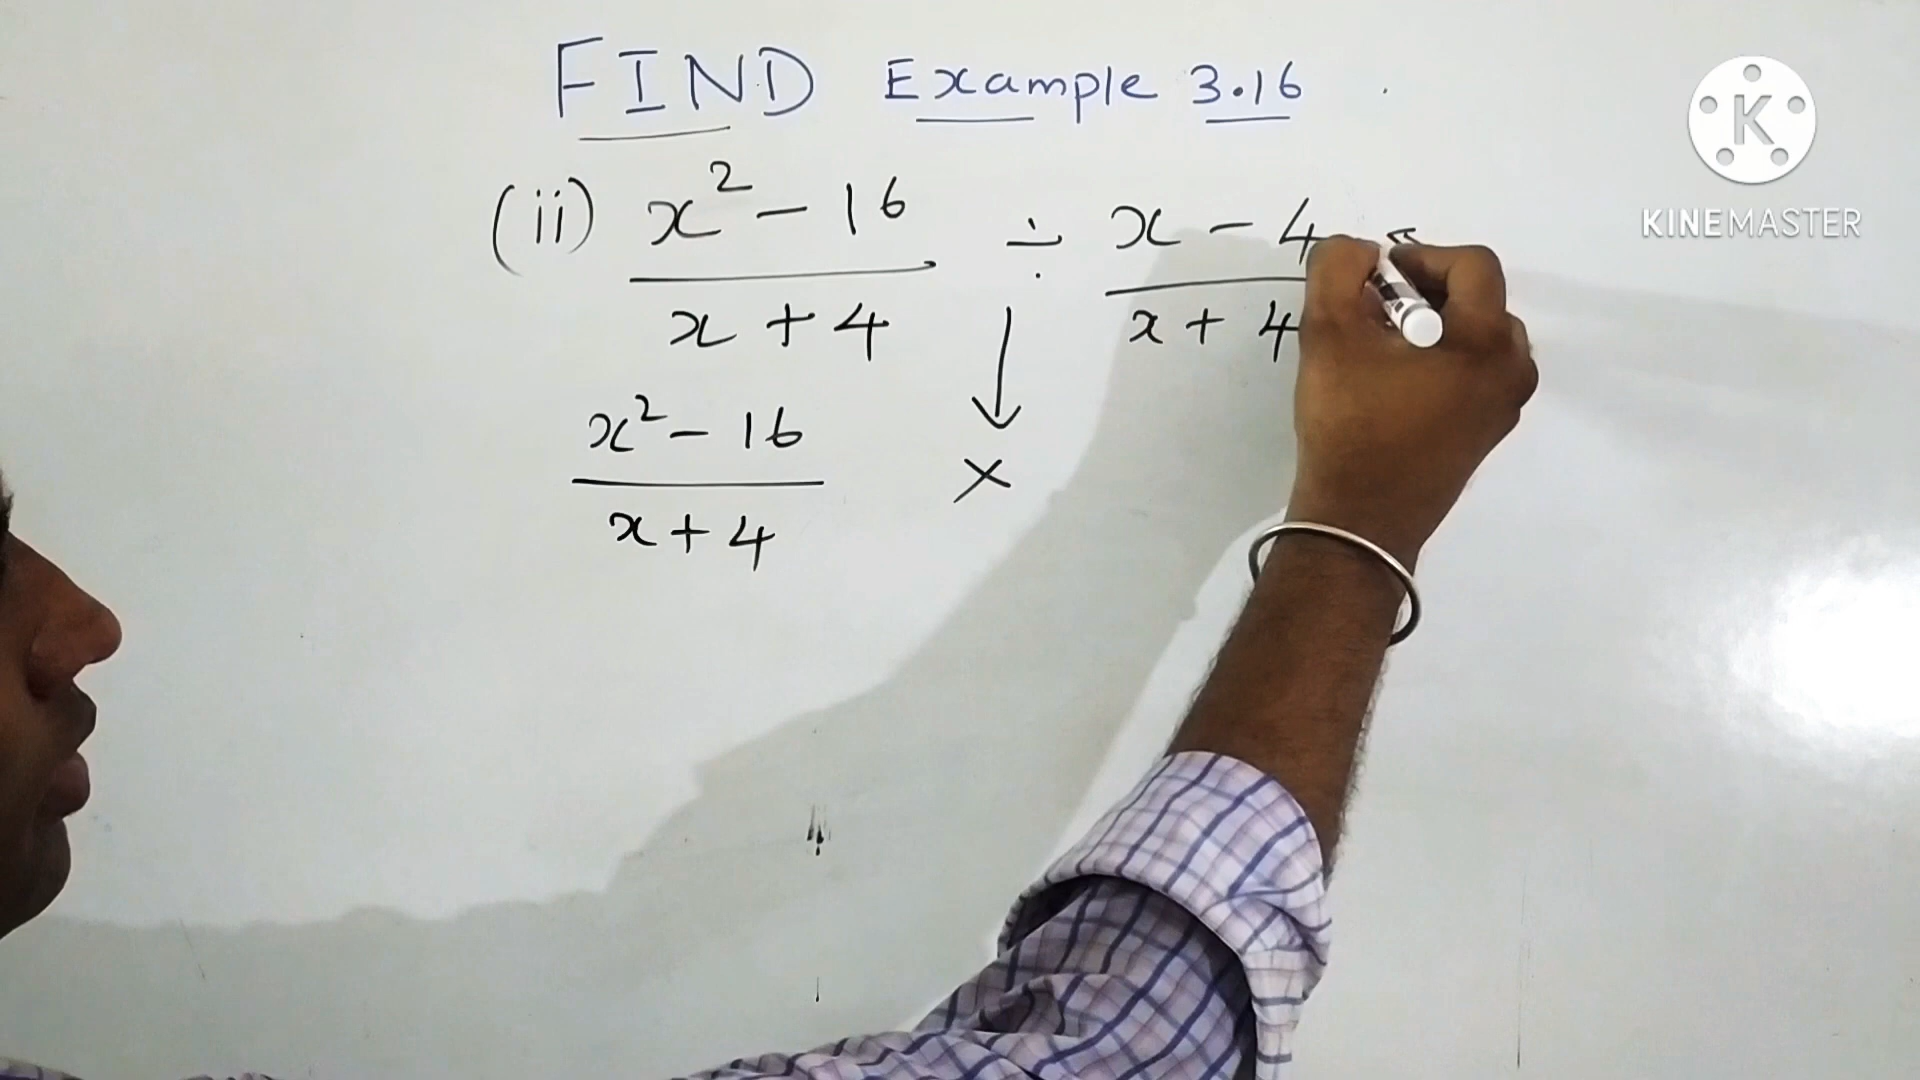 FIND Example 3.16
K
KINEMASTER
(ii) x² - 16 / x + 4 ÷ x - 4 / x + 4
↓
x² - 16 / x + 4 ×